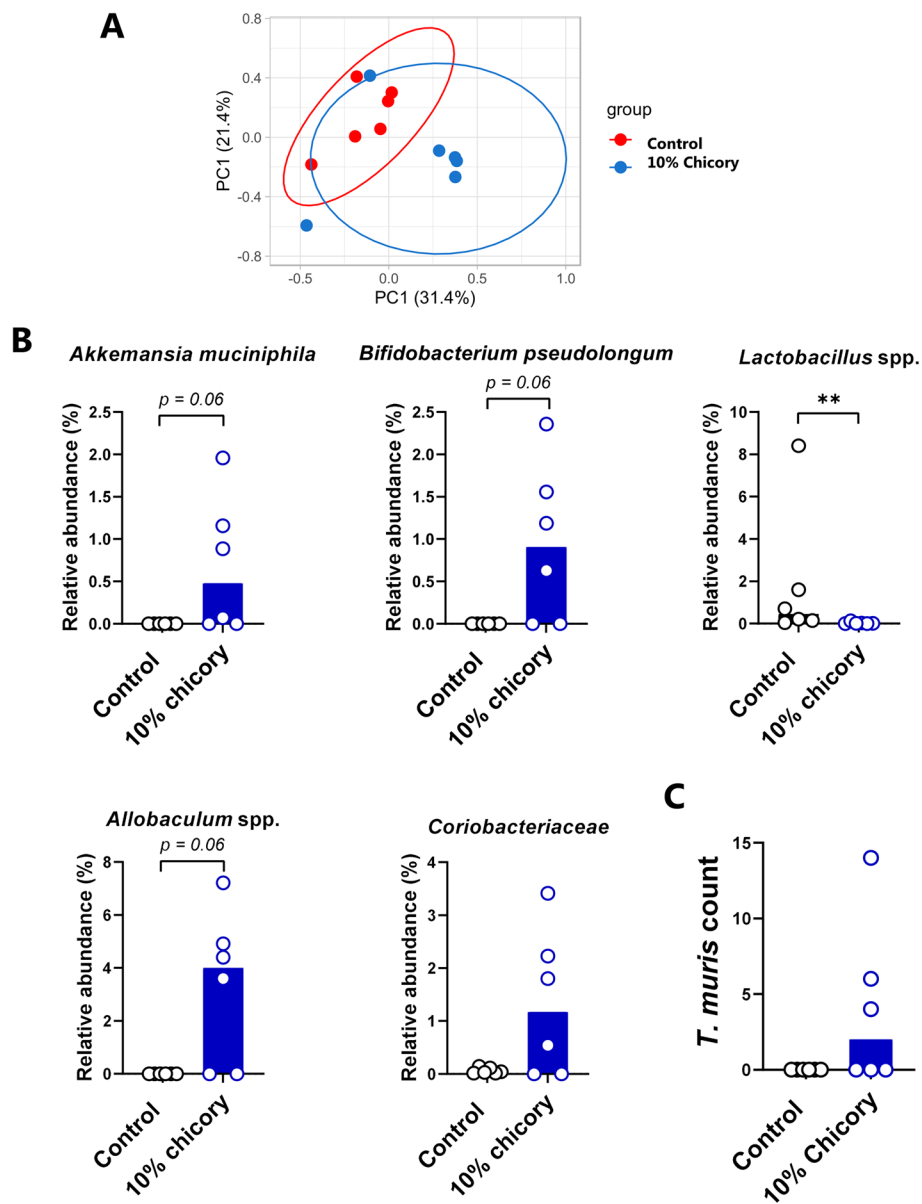 A
0.8
0.4
0.0
-0.4
-0.8
PC1 (21.4%)
-0.5
0.0
0.5
1.0
PC1 (31.4%)
group
Control
10% Chicory
B
Akkemansia muciniphila
p = 0.06
Relative abundance (%)
2.5
2.0
1.5
1.0
0.5
0.0
Control
10% chicory
Bifidobacterium pseudolongum
p = 0.06
Relative abundance (%)
2.5
2.0
1.5
1.0
0.5
0.0
Control
10% chicory
Lactobacillus spp.
**
Relative abundance (%)
10
8
6
4
2
0
Control
10% chicory
Allobaculum spp.
p = 0.06
Relative abundance (%)
8
6
4
2
0
Control
10% chicory
Coriobacteriaceae
Relative abundance (%)
4
3
2
1
0
Control
10% chicory
C
T. muris count
15
10
5
0
Control
10% Chicory